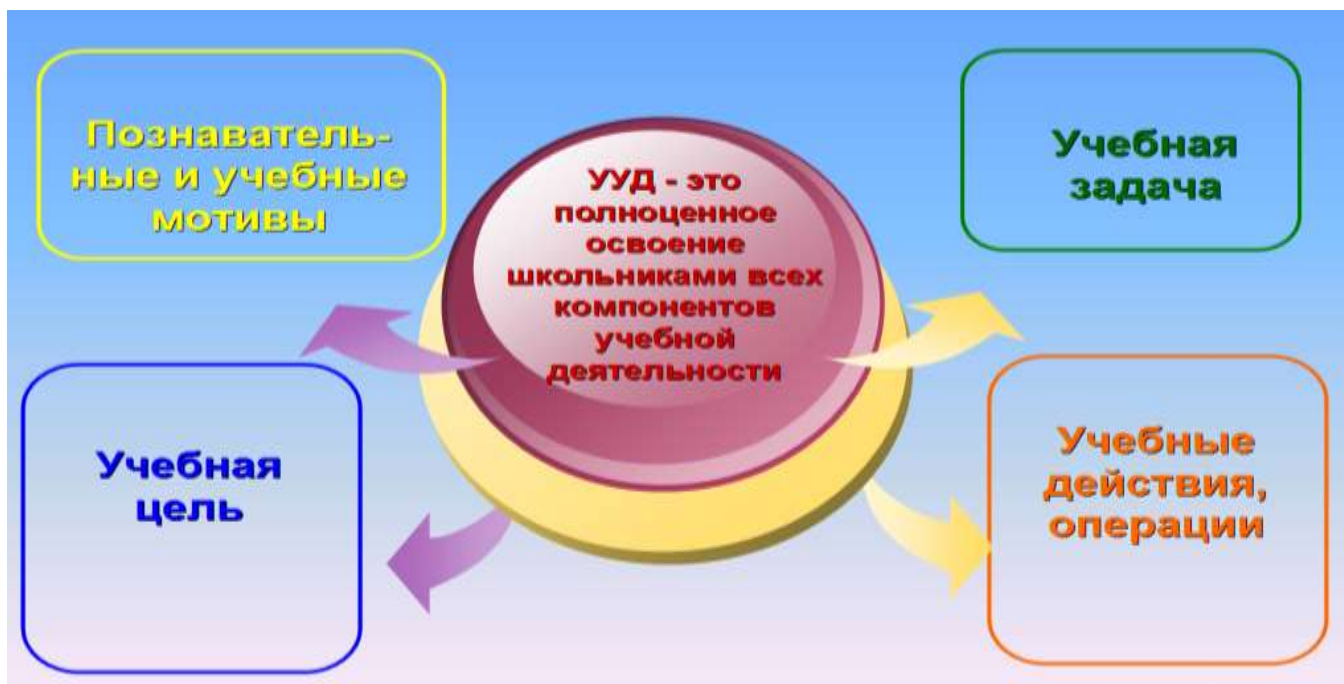 Познаватель-
ные и учебные
мотивы
УУД - это
полноценное
освоение
школьниками всех
компонентов
учебной
деятельности
Учебная
задача
Учебная
цель
Учебные
действия,
операции